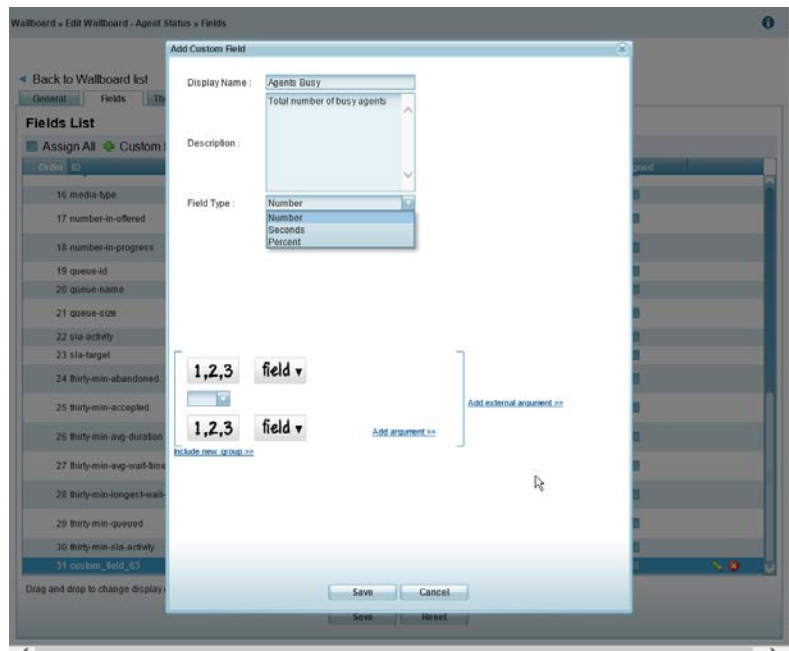 Wallboard » Edit Wallboard - Agent Status » Fields
Add Custom Field
Back to Wallboard list
General Fields Th
Fields List
Assign All Custom
Order ID
16 media-type
17 number-in-offered
18 number-in-progress
19 queue-id
20 queue-name
21 queue-size
22 sla-activity
23 sla-target
24 thirty-min-abandoned
25 thirty-min-accepted
26 thirty-min-avg-duration
27 thirty-min-avg-wait-time
28 thirty-min-longest-wait-
29 thirty-min-queued
30 thirty-min-sla-activity
31 custom_field_63
Drag and drop to change display
Display Name : Agents Busy
Description : Total number of busy agents
Field Type : Number
Number
Seconds
Percent
1,2,3 field
1,2,3 field
Add argument >>
Add external argument >>
Include new group >>
Save Cancel
Save Reset